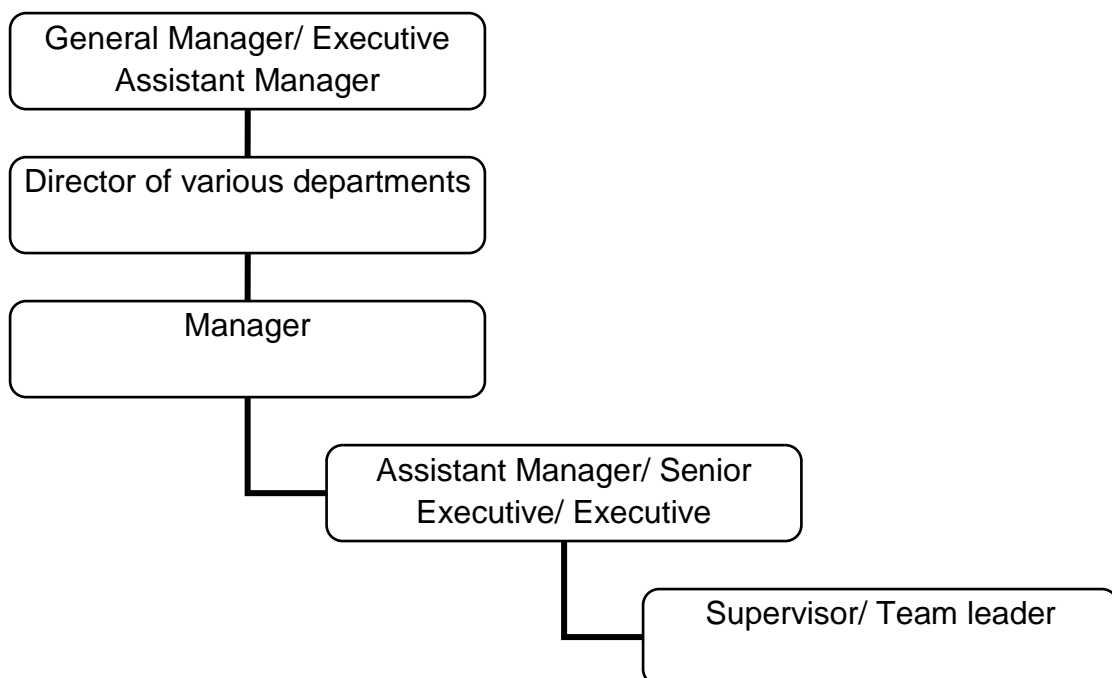 General Manager/ Executive
Assistant Manager
Director of various departments
Manager
Assistant Manager/ Senior
Executive/ Executive
Supervisor/ Team leader